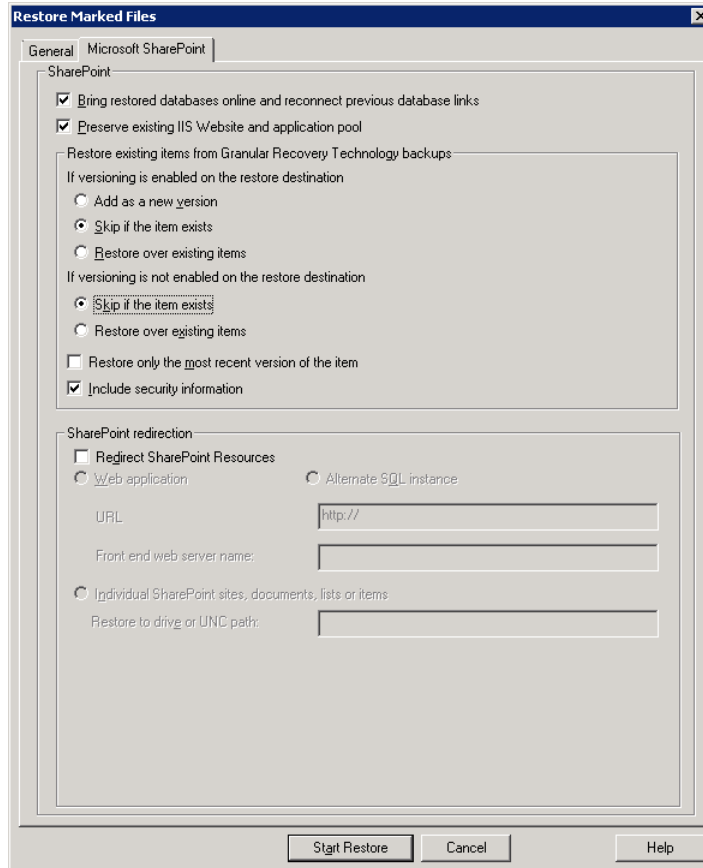 Restore Marked Files
General
Microsoft SharePoint
SharePoint
Bring restored databases online and reconnect previous database links
Preserve existing IIS Website and application pool
Restore existing items from Granular Recovery Technology backups
If versioning is enabled on the restore destination
Add as a new version
Skip if the item exists
Restore over existing items
If versioning is not enabled on the restore destination
Skip if the item exists
Restore over existing items
Restore only the most recent version of the item
Include security information
SharePoint redirection
Redirect SharePoint Resources
Web application
Alternate SQL instance
URL
http://
Front end web server name:
Individual SharePoint sites, documents, lists or items
Restore to drive or UNC path:
Start Restore
Cancel
Help